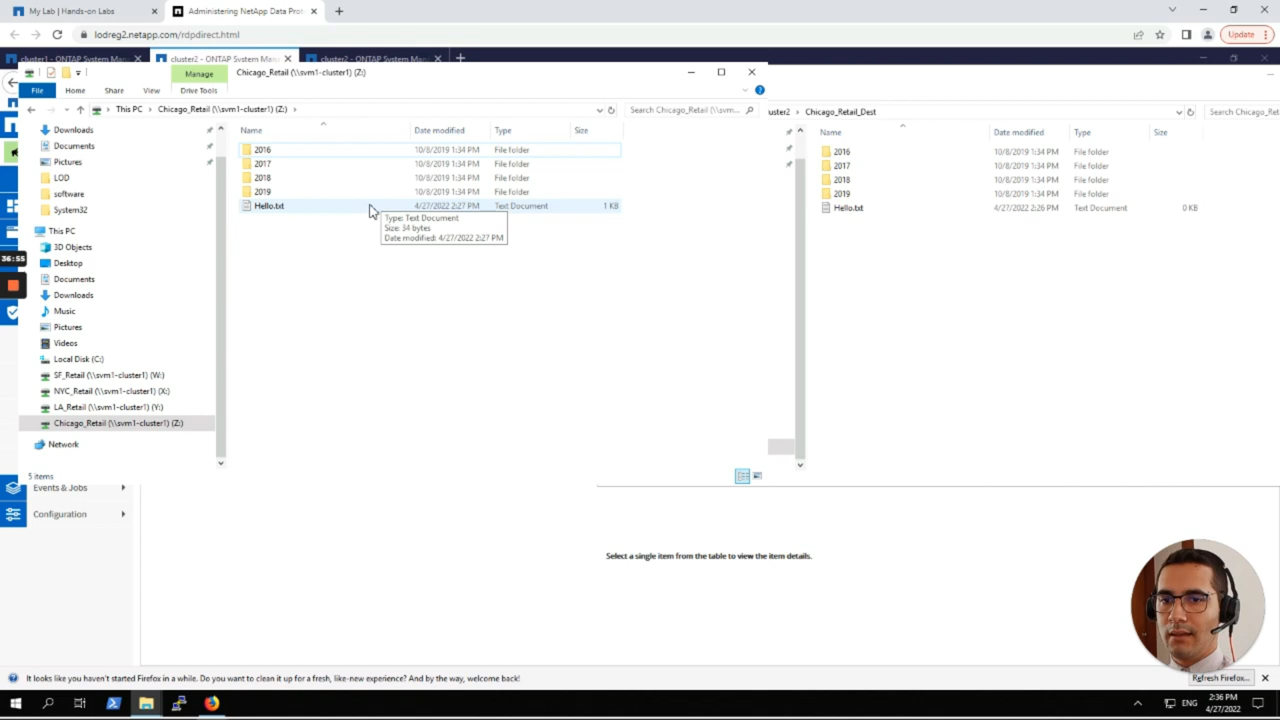 My Lab | Hands-on Labs
Administering NetApp Data Prot
lodreg2.netapp.com/rdpdirect.html
Update
cluster1 - ONTAP System Mana
cluster2 - ONTAP System Mana
cluster2 - ONTAP System Mana
Manage
Chicago_Retail (\\svm1-cluster1) (Z:)
File
Home
Share
View
Drive Tools
This PC
Chicago_Retail (\\svm1-cluster1) (Z:)
Search Chicago_Retail (\\svm...
Name
Date modified
Type
Size
2016
10/8/2019 1:34 PM
File folder
2017
10/8/2019 1:34 PM
File folder
2018
10/8/2019 1:34 PM
File folder
2019
10/8/2019 1:34 PM
File folder
Hello.txt
4/27/2022 2:27 PM
Text Document
1 KB
Type: Text Document
Size: 34 bytes
Date modified: 4/27/2022 2:27 PM
Downloads
Documents
Pictures
LOD
software
System32
This PC
3D Objects
Desktop
Documents
Downloads
Music
Pictures
Videos
Local Disk (C:)
SF_Retail (\\svm1-cluster1) (W:)
NYC_Retail (\\svm1-cluster1) (X:)
LA_Retail (\\svm1-cluster1) (Y:)
Chicago_Retail (\\svm1-cluster1) (Z:)
Network
5 items
36:55
luster2
Chicago_Retail_Dest
Search Chicago_Ret
Name
Date modified
Type
Size
2016
10/8/2019 1:34 PM
File folder
2017
10/8/2019 1:34 PM
File folder
2018
10/8/2019 1:34 PM
File folder
2019
10/8/2019 1:34 PM
File folder
Hello.txt
4/27/2022 2:26 PM
Text Document
0 KB
Events & Jobs
Configuration
Select a single item from the table to view the item details.
It looks like you haven't started Firefox in a while. Do you want to clean it up for a fresh, like-new experience? And by the way, welcome back!
Refresh Firefox...
ENG
2:36 PM
4/27/2022